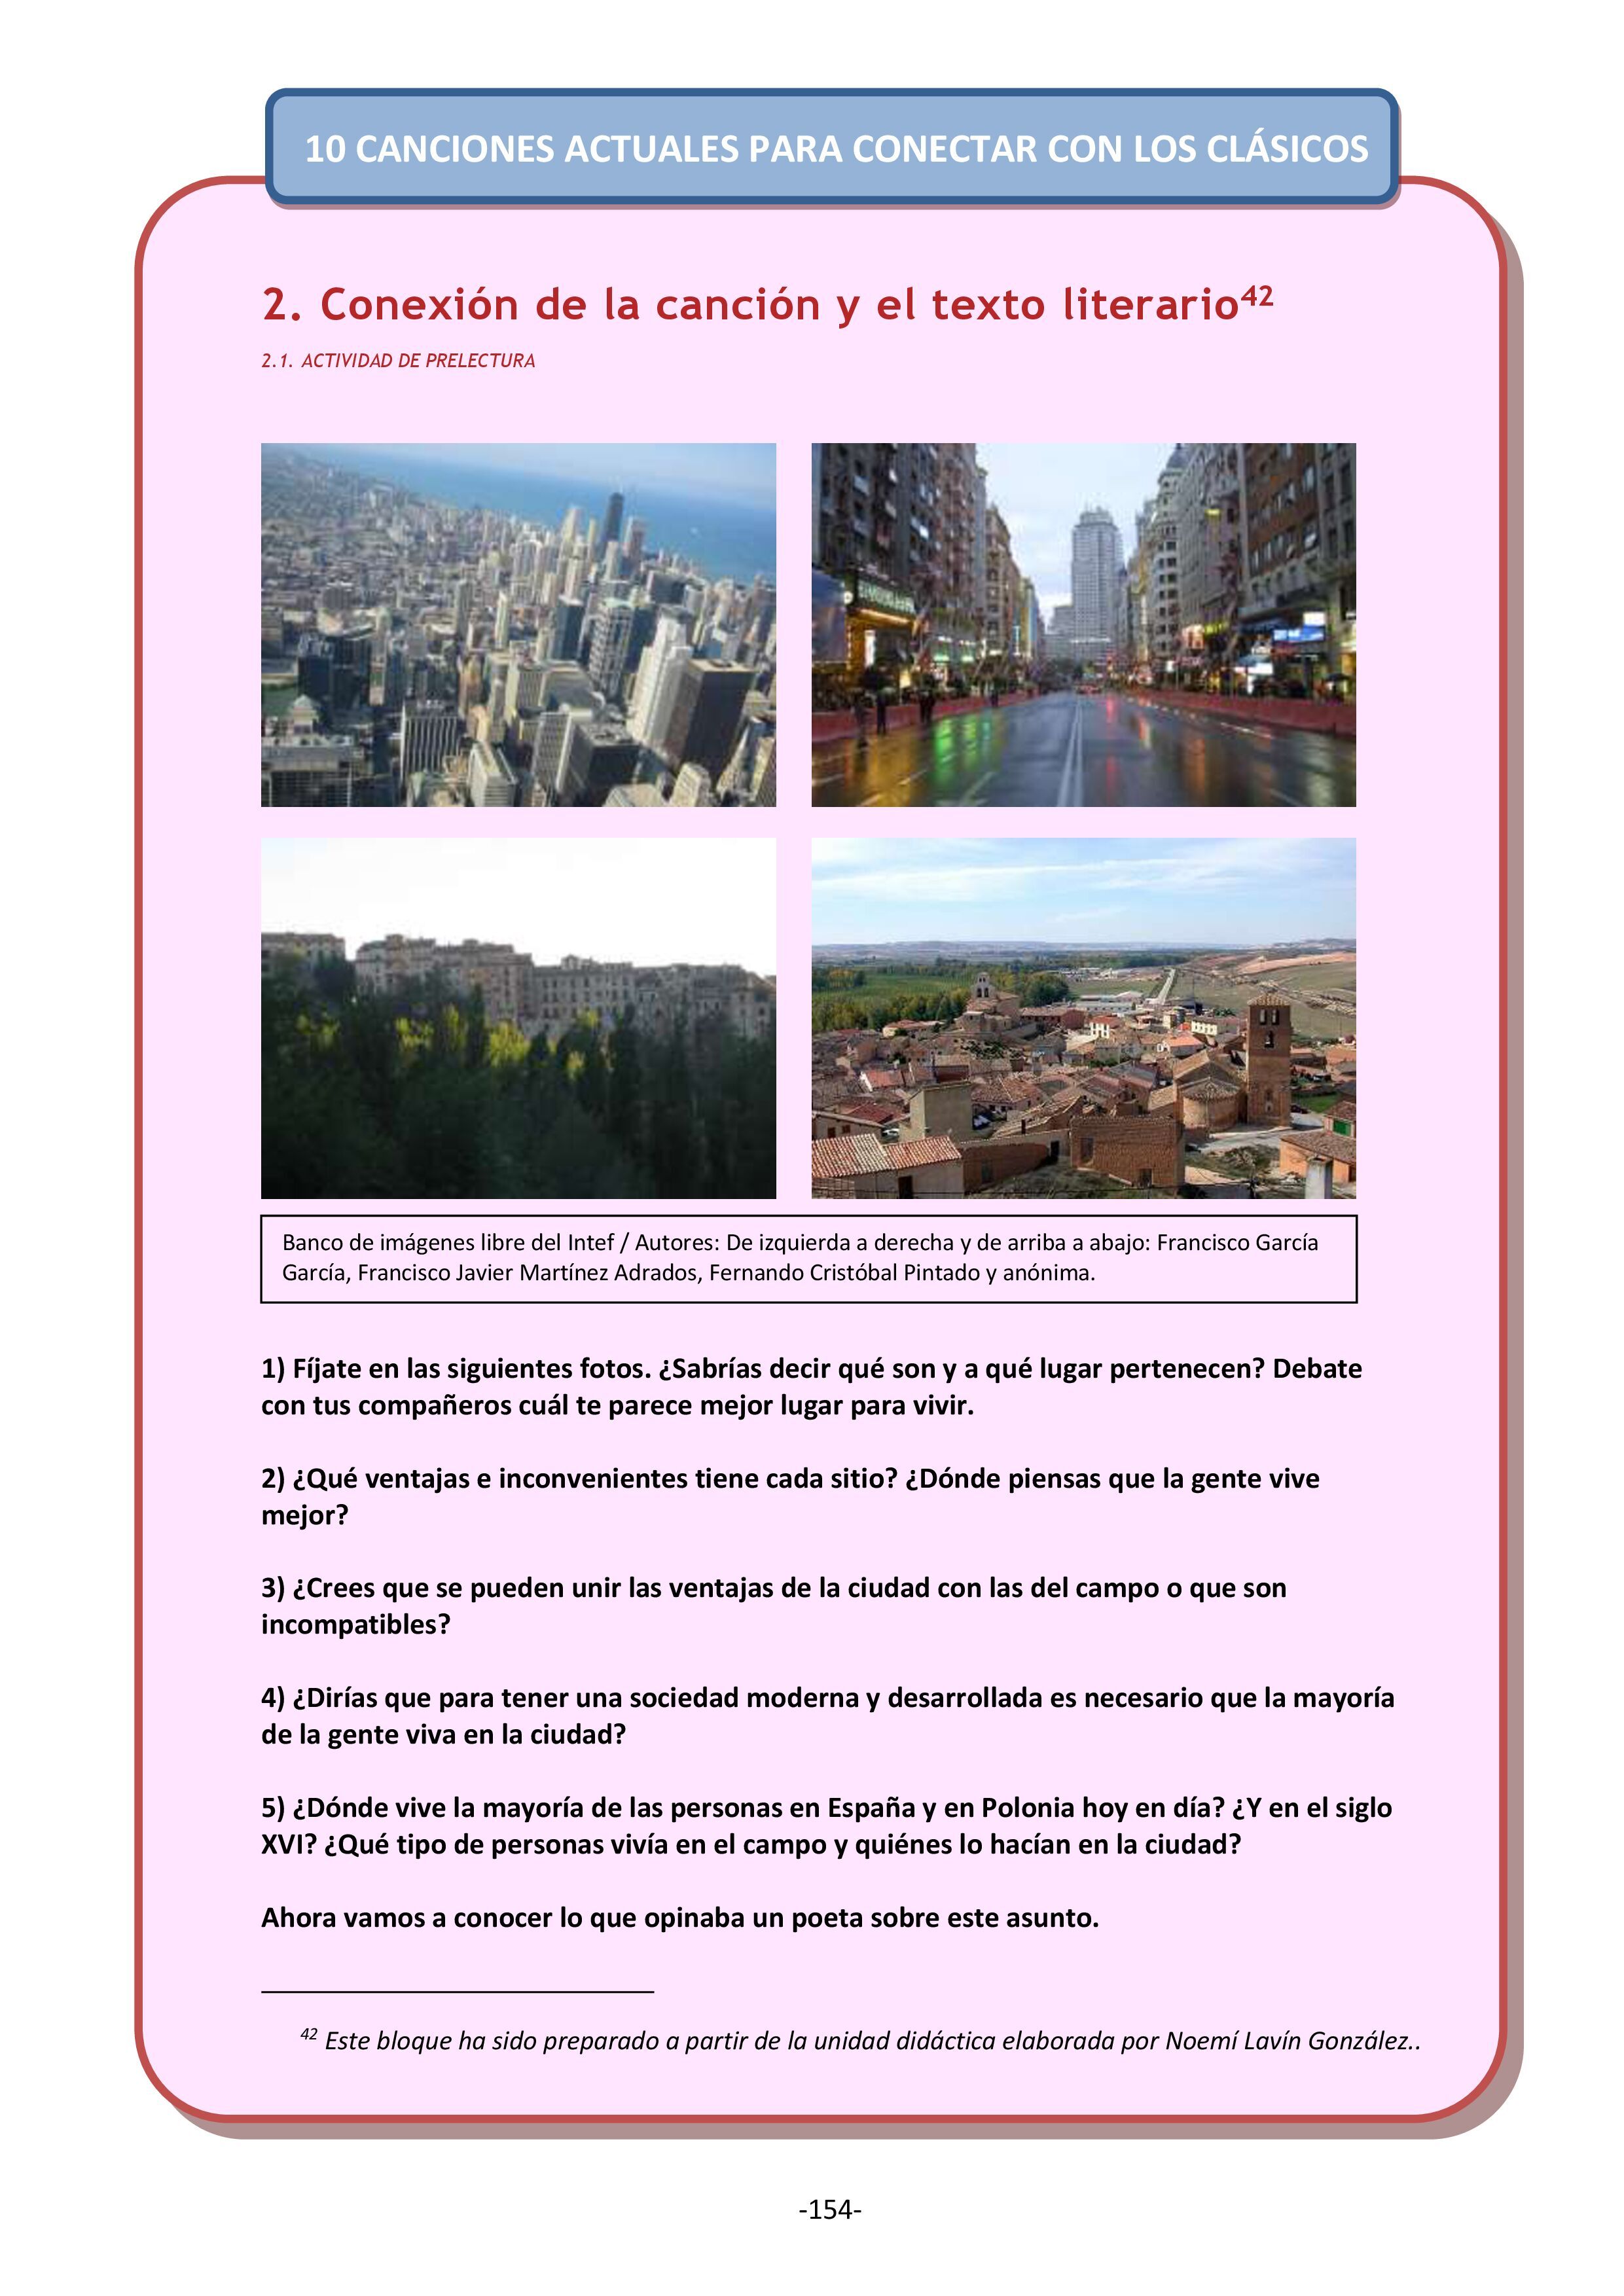 10 CANCIONES ACTUALES PARA CONECTAR CON LOS CLÁSICOS
2. Conexión de la canción y el texto literario42
2.1. ACTIVIDAD DE PRELECTURA
Banco de imágenes libre del Intef / Autores: De izquierda a derecha y de arriba a abajo: Francisco García
García, Francisco Javier Martínez Adrados, Fernando Cristóbal Pintado y anónima.
1) Fíjate en las siguientes fotos. ¿Sabrías decir qué son y a qué lugar pertenecen? Debate
con tus compañeros cuál te parece mejor lugar para vivir.
2) ¿Qué ventajas e inconvenientes tiene cada sitio? ¿Dónde piensas que la gente vive
mejor?
3) ¿Crees que se pueden unir las ventajas de la ciudad con las del campo o que son
incompatibles?
4) ¿Dirías que para tener una sociedad moderna y desarrollada es necesario que la mayoría
de la gente viva en la ciudad?
5) ¿Dónde vive la mayoría de las personas en España y en Polonia hoy en día? ¿Y en el siglo
XVI? ¿Qué tipo de personas vivía en el campo y quiénes lo hacían en la ciudad?
Ahora vamos a conocer lo que opinaba un poeta sobre este asunto.
42 Este bloque ha sido preparado a partir de la unidad didáctica elaborada por Noemí Lavín González..
-154-